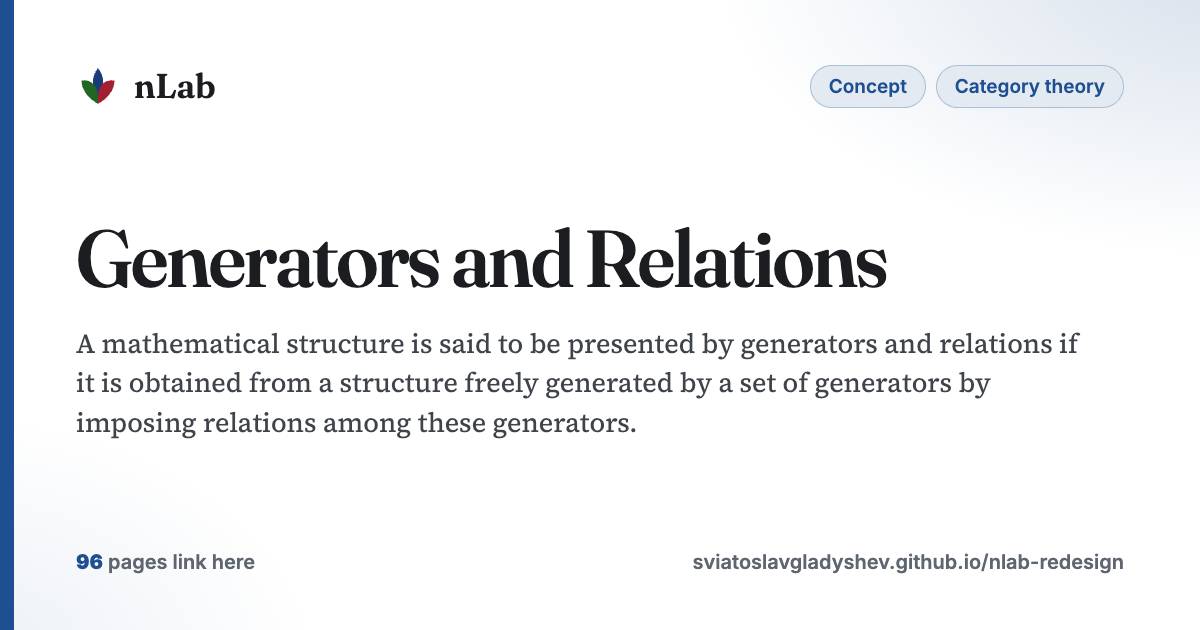 nLab
Concept
Category theory
Generators and Relations
A mathematical structure is said to be presented by generators and relations if
it is obtained from a structure freely generated by a set of generators by
imposing relations among these generators.
96 pages link here
sviatoslavgladyshev.github.io/nlab-redesign